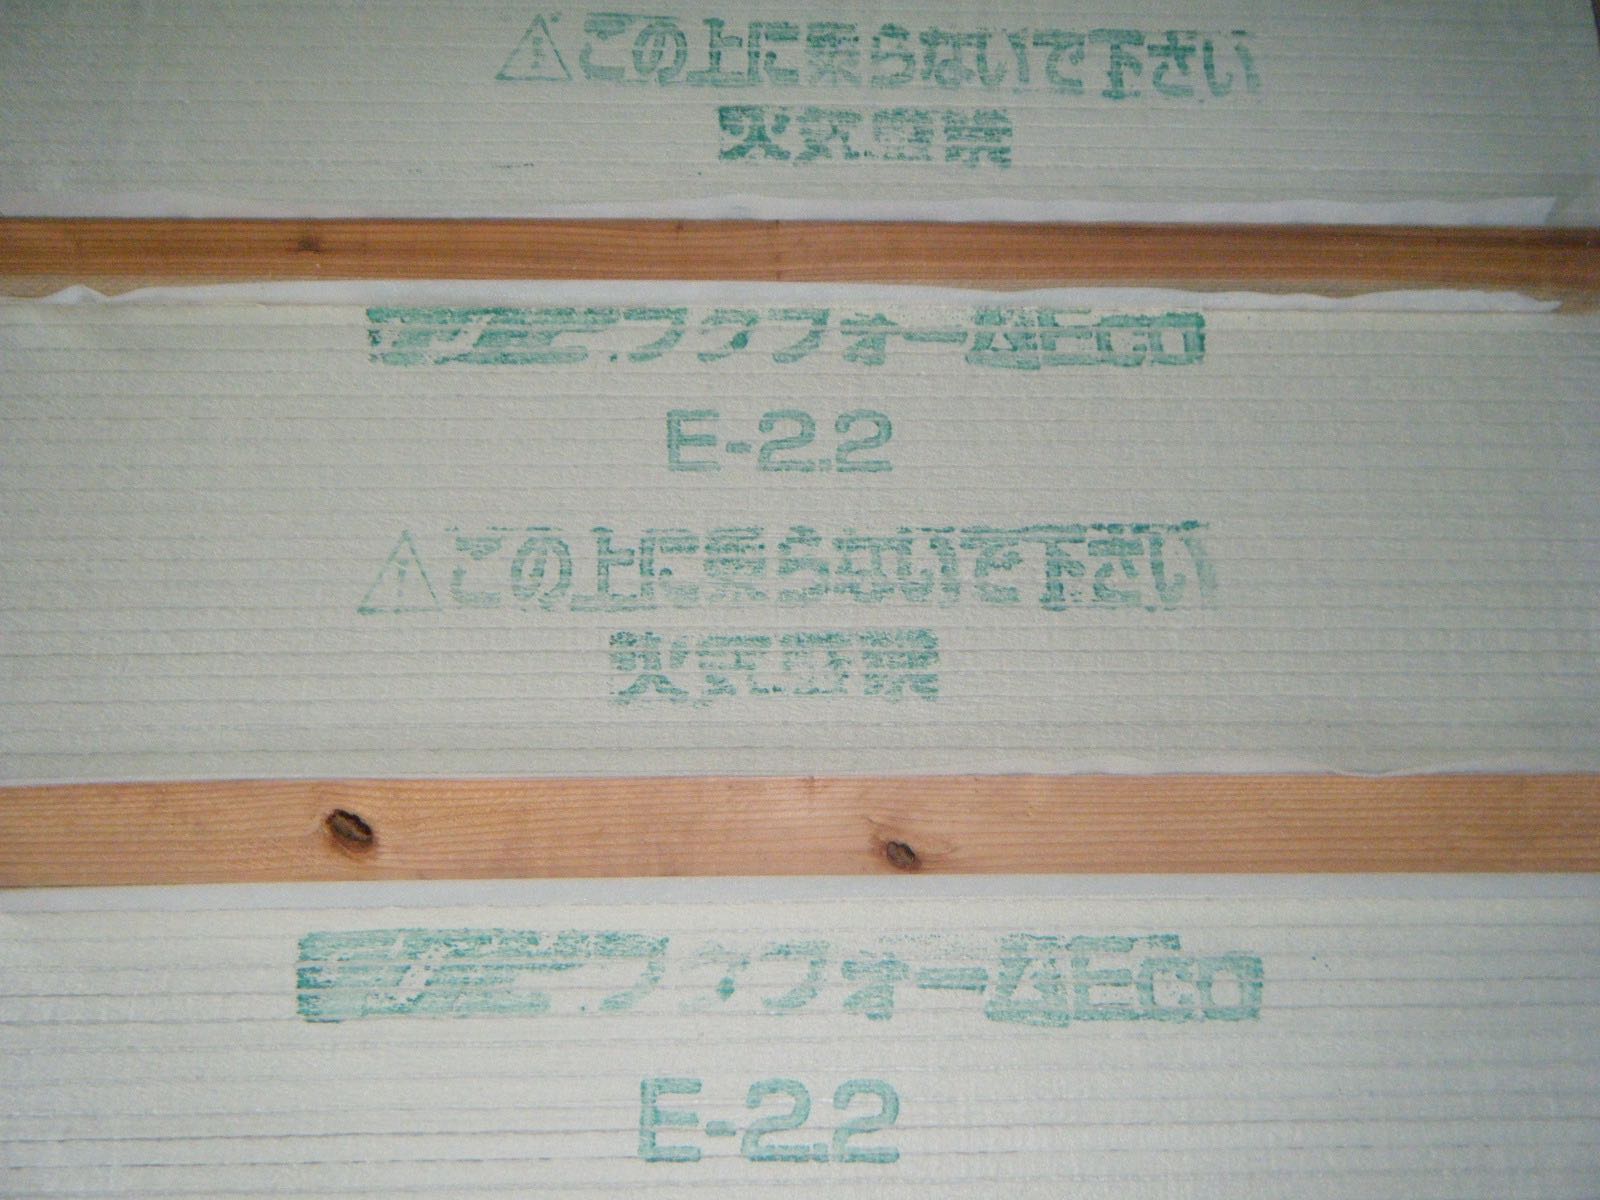 ⚠この上に乗らないで下さい
火気厳禁
フクフォームEco
E-2.2
⚠この上に乗らないで下さい
火気厳禁
フクフォームEco
E-2.2